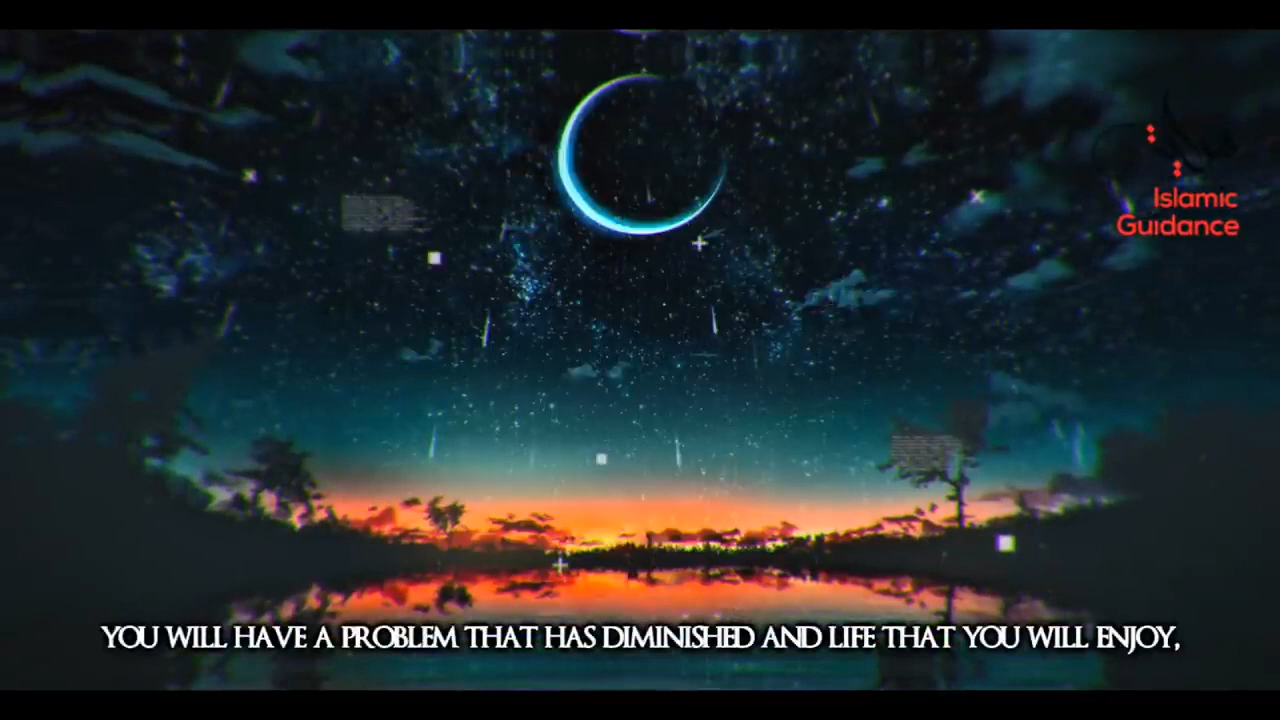 Islamic
Guidance
YOU WILL HAVE A PROBLEM THAT HAS DIMINISHED AND LIFE THAT YOU WILL ENJOY,